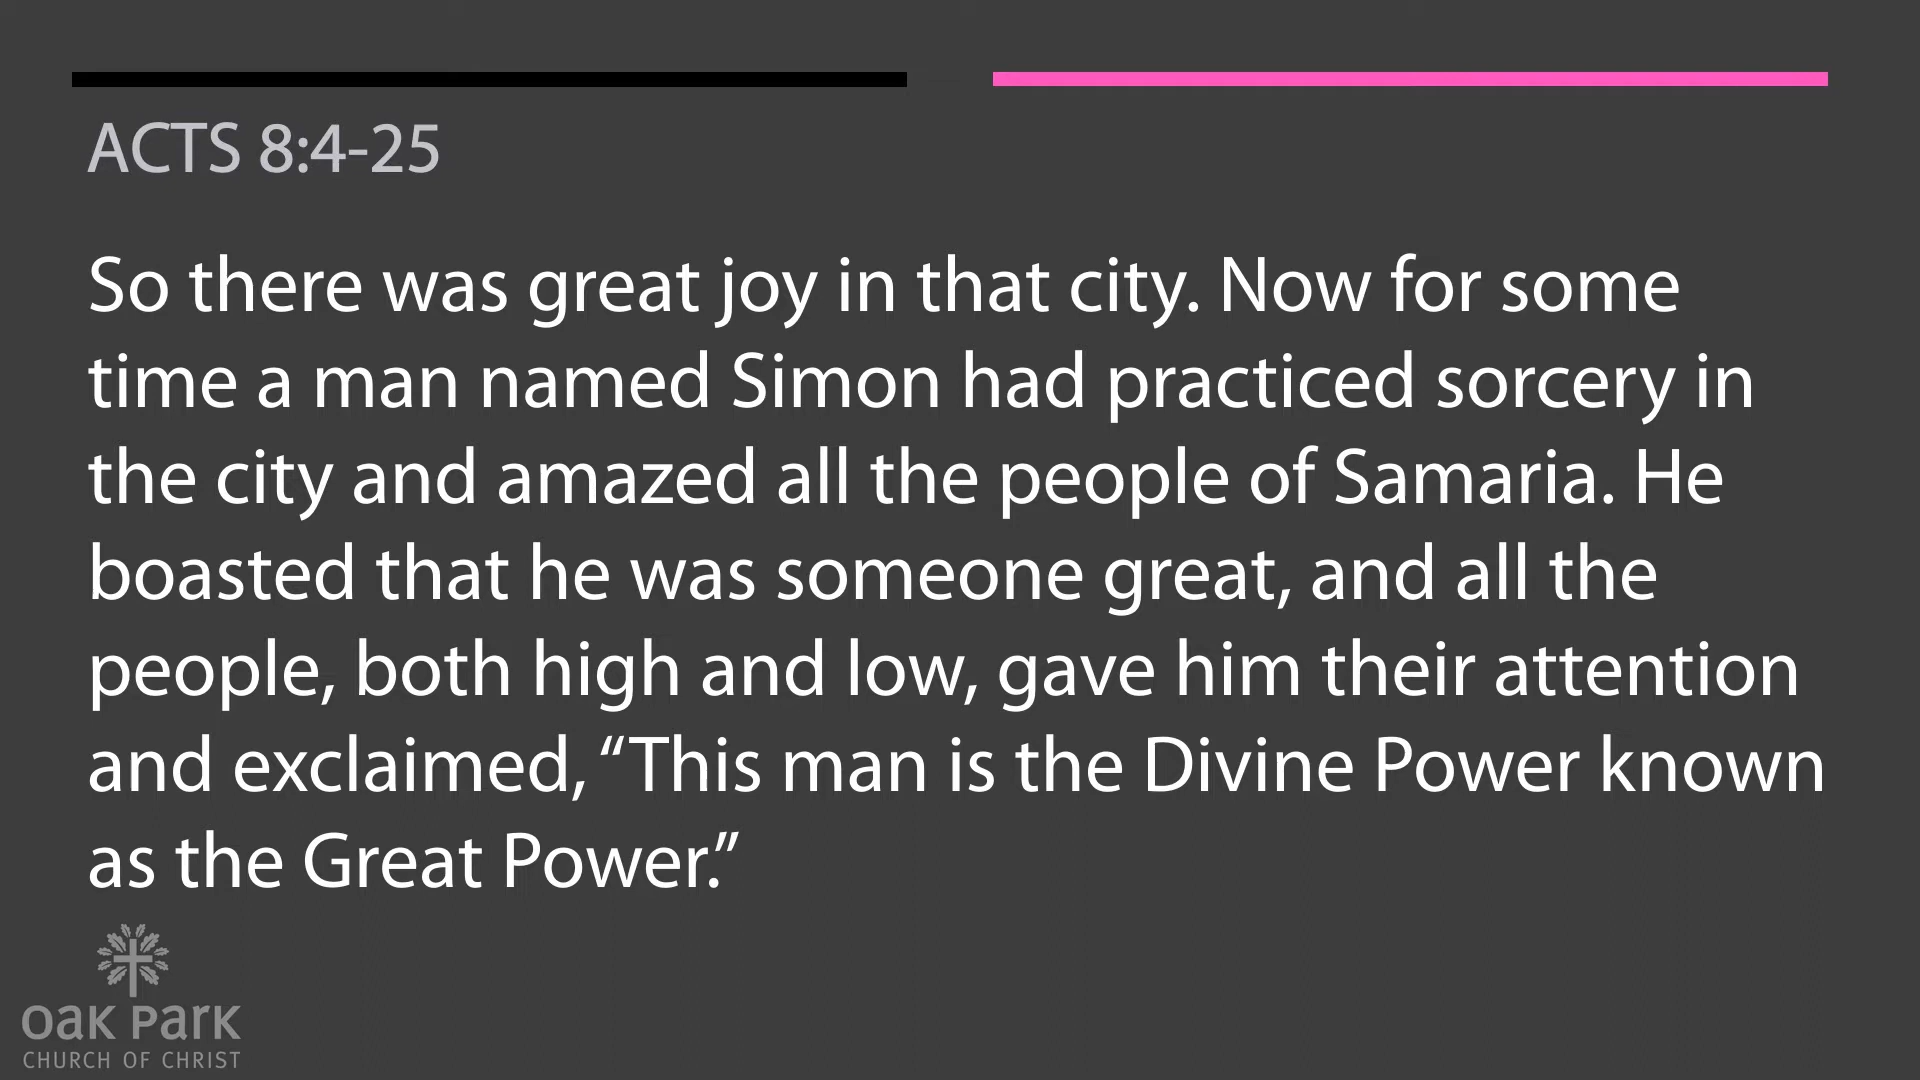 ACTS 8:4-25
So there was great joy in that city. Now for some
time a man named Simon had practiced sorcery in
the city and amazed all the people of Samaria. He
boasted that he was someone great, and all the
people, both high and low, gave him their attention
and exclaimed, “This man is the Divine Power known
as the Great Power.”
OAK PARK
CHURCH OF CHRIST